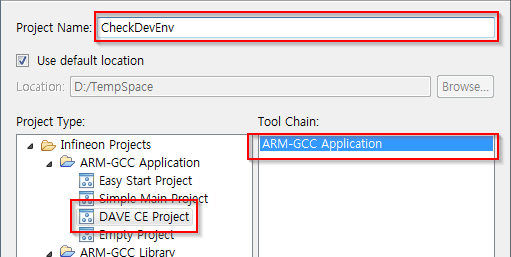 Project Name: CheckDevEnv
Use default location
Location: D:/TempSpace Browse...
Project Type: Tool Chain:
Infineon Projects ARM-GCC Application
ARM-GCC Application
Easy Start Project
Simple Main Project
DAVE CE Project
Empty Project
ARM-GCC Library